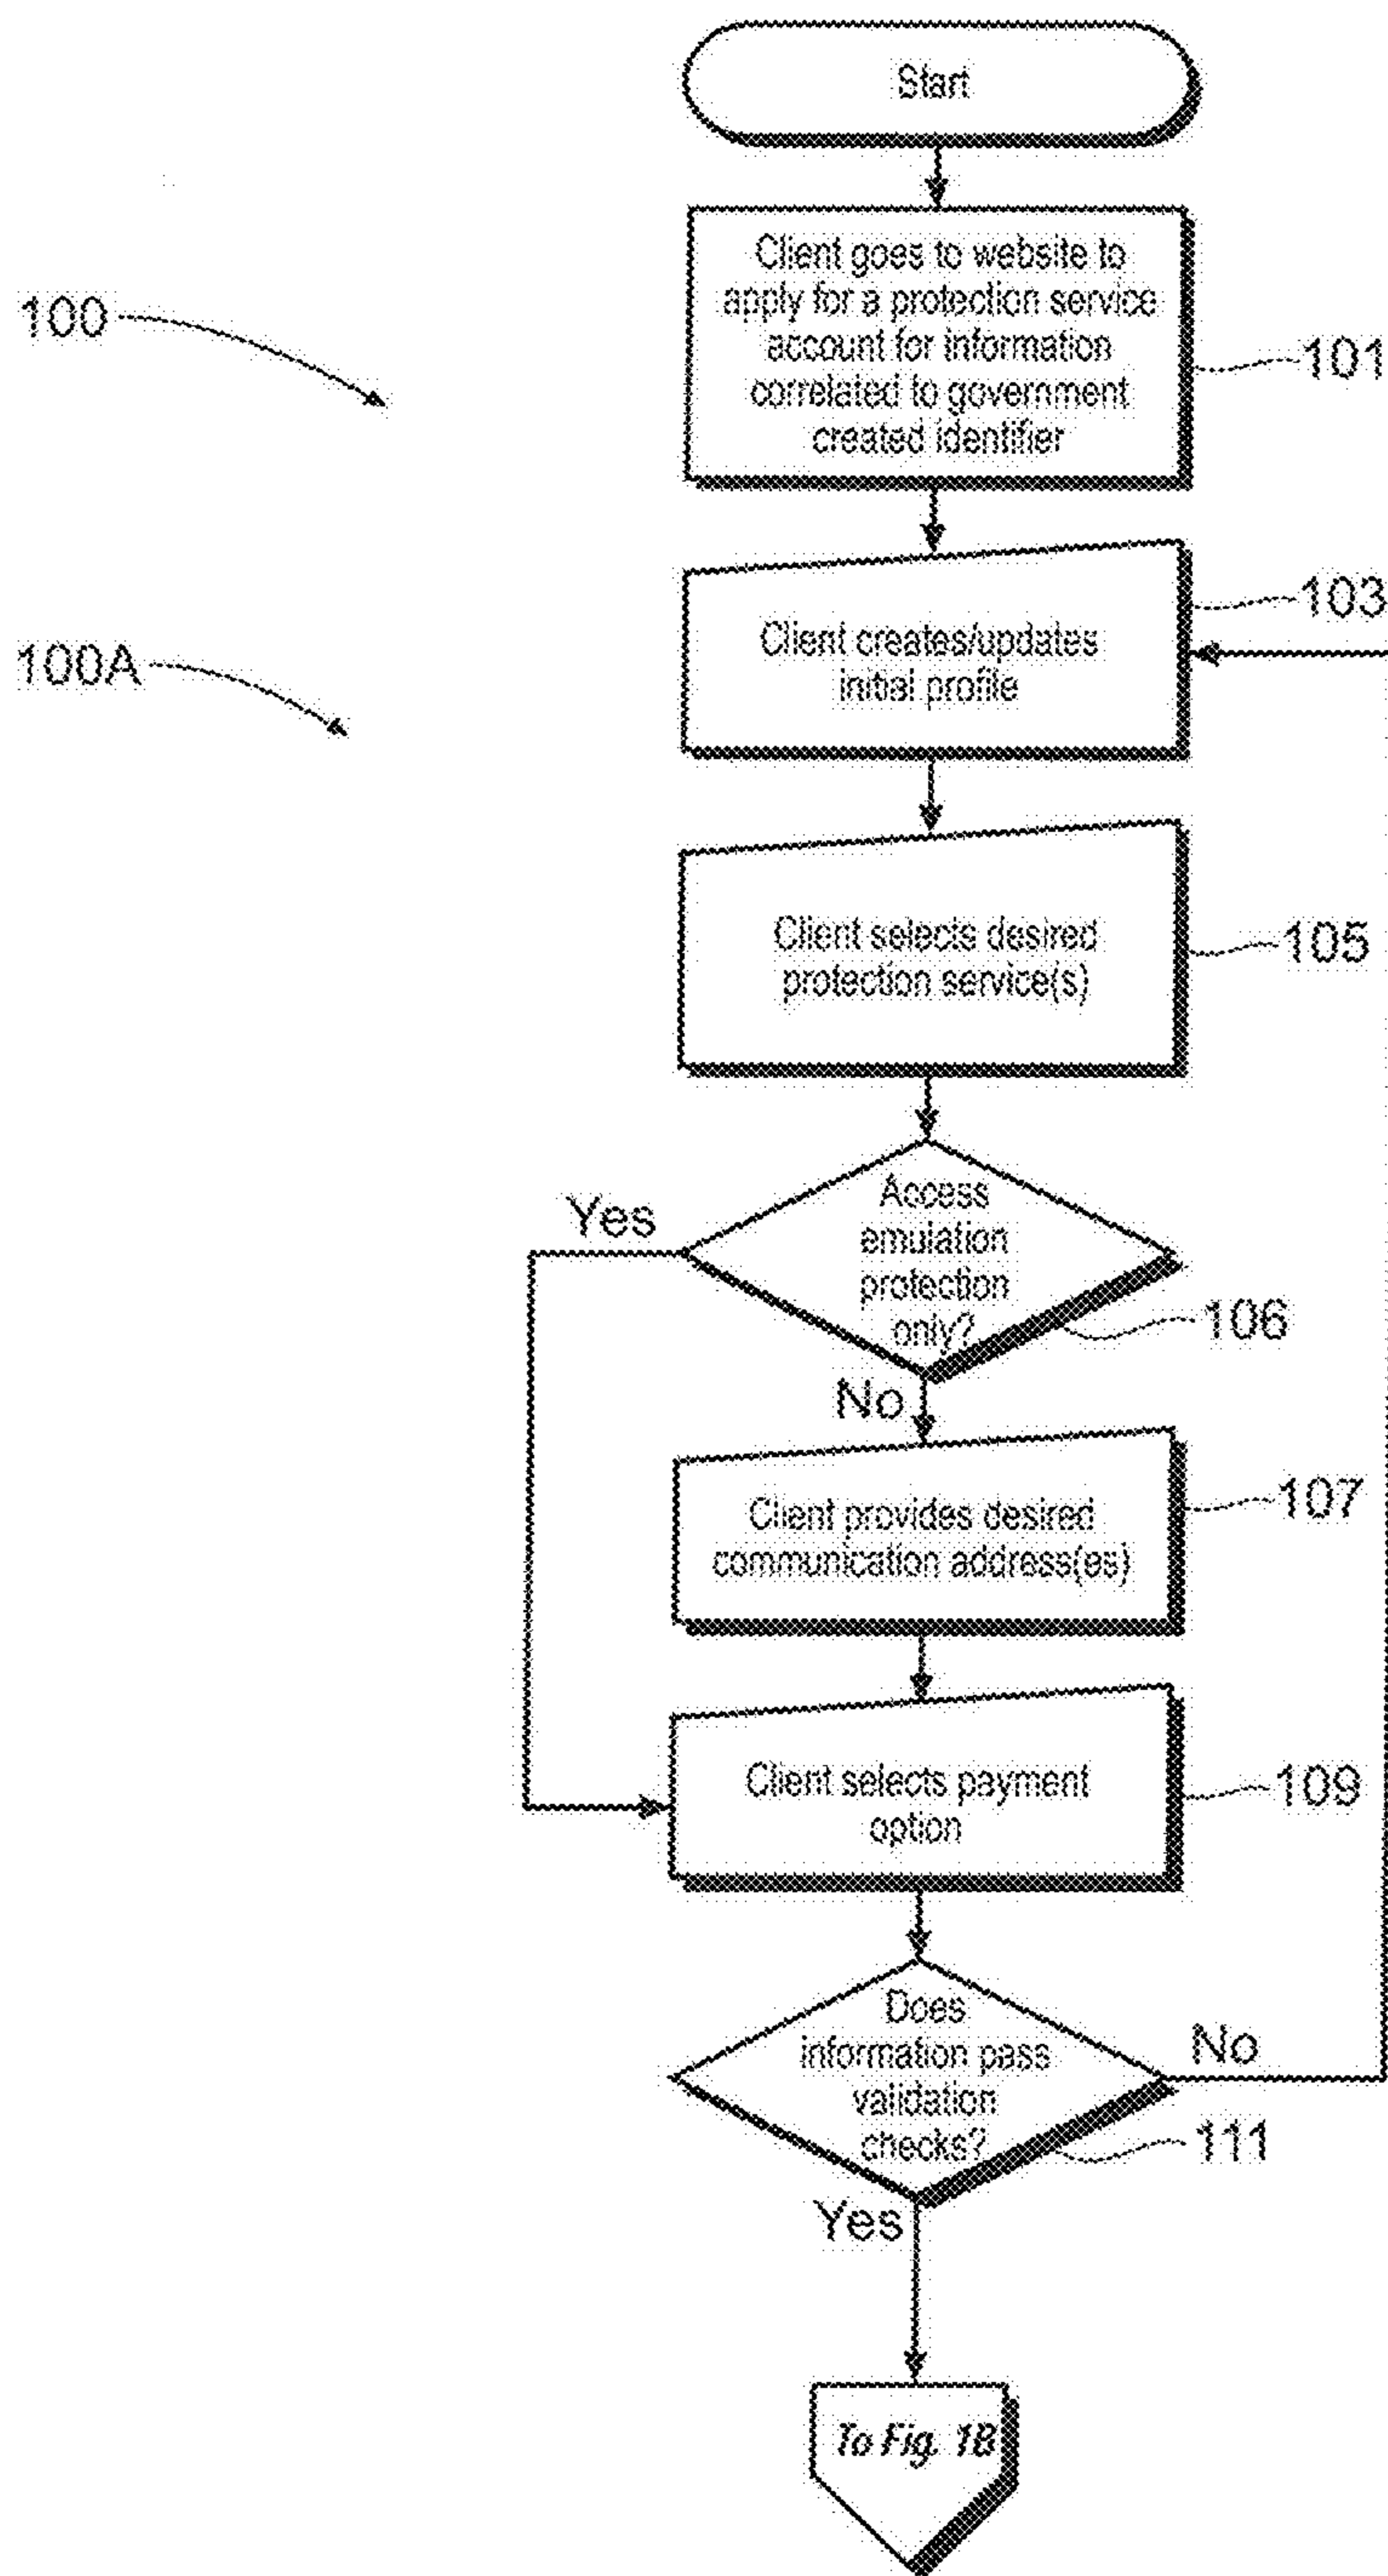 Start
Client goes to website to
apply for a protection service
account for information
correlated to government
created identifier
100
101
103
Client creates/updates
initial profile
100A
Client selects desired
protection service(s)
105
Yes
Access
emulation
protection
only?
106
No
Client provides desired
communication address(es)
107
Client selects payment
option
109
Does
information pass
validation
checks?
No
111
Yes
To Fig. 1B